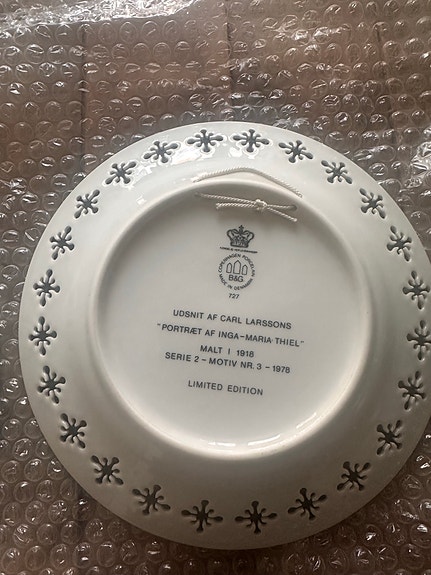 COPENHAGEN PORCELAIN
B&G
MADE IN DENMARK
727
UDSNIT AF CARL LARSSONS
"PORTRÆT AF INGA-MARIA THIEL"
MALT I 1918
SERIE 2 - MOTIV NR. 3 - 1978
LIMITED EDITION